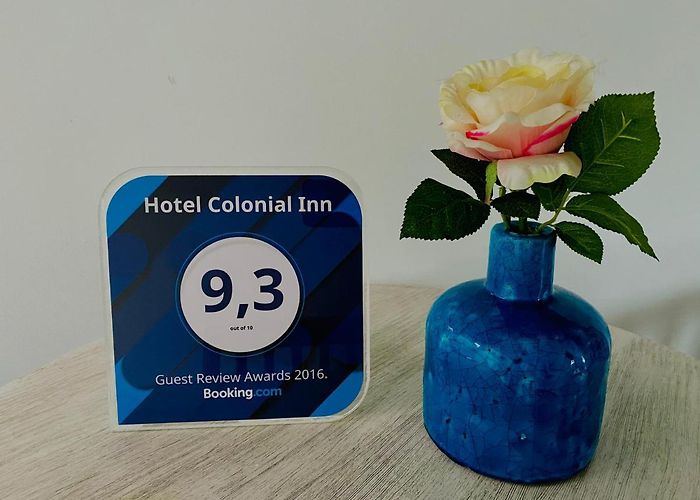 Hotel Colonial Inn
9,3
out of 10
Guest Review Awards 2016.
Booking.com